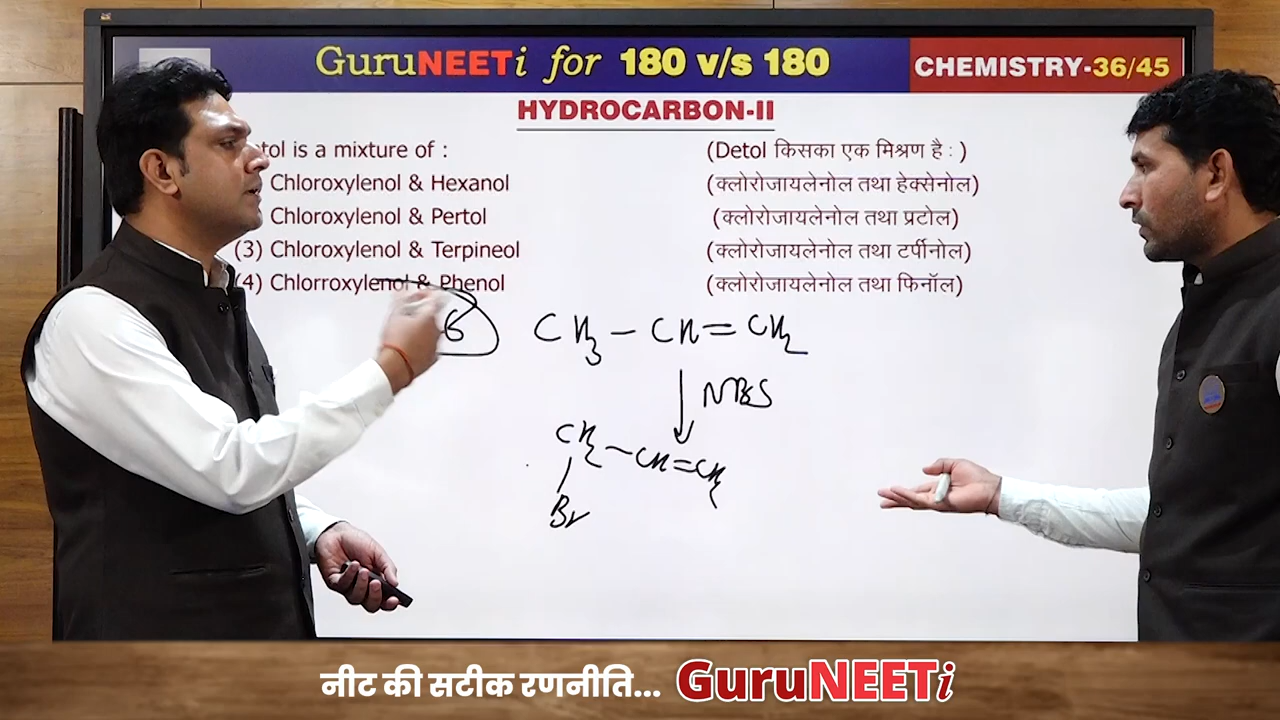 GuruNEETi for 180 v/s 180
CHEMISTRY-36/45
HYDROCARBON-II
tol is a mixture of :
(Detol किसका एक मिश्रण है : )
Chloroxylenol & Hexanol
(क्लोरोजायलेनोल तथा हेक्सेनोल)
Chloroxylenol & Pertol
(क्लोरोजायलेनोल तथा प्रटोल)
(3) Chloroxylenol & Terpineol
(क्लोरोजायलेनोल तथा टर्पीनोल)
(4) Chlorroxylenol & Phenol
(क्लोरोजायलेनोल तथा फिनॉल)
CH3 - CH = CH2
NBS
CH2 - CH = CH2
Br
नीट की सटीक रणनीति... GuruNEETi